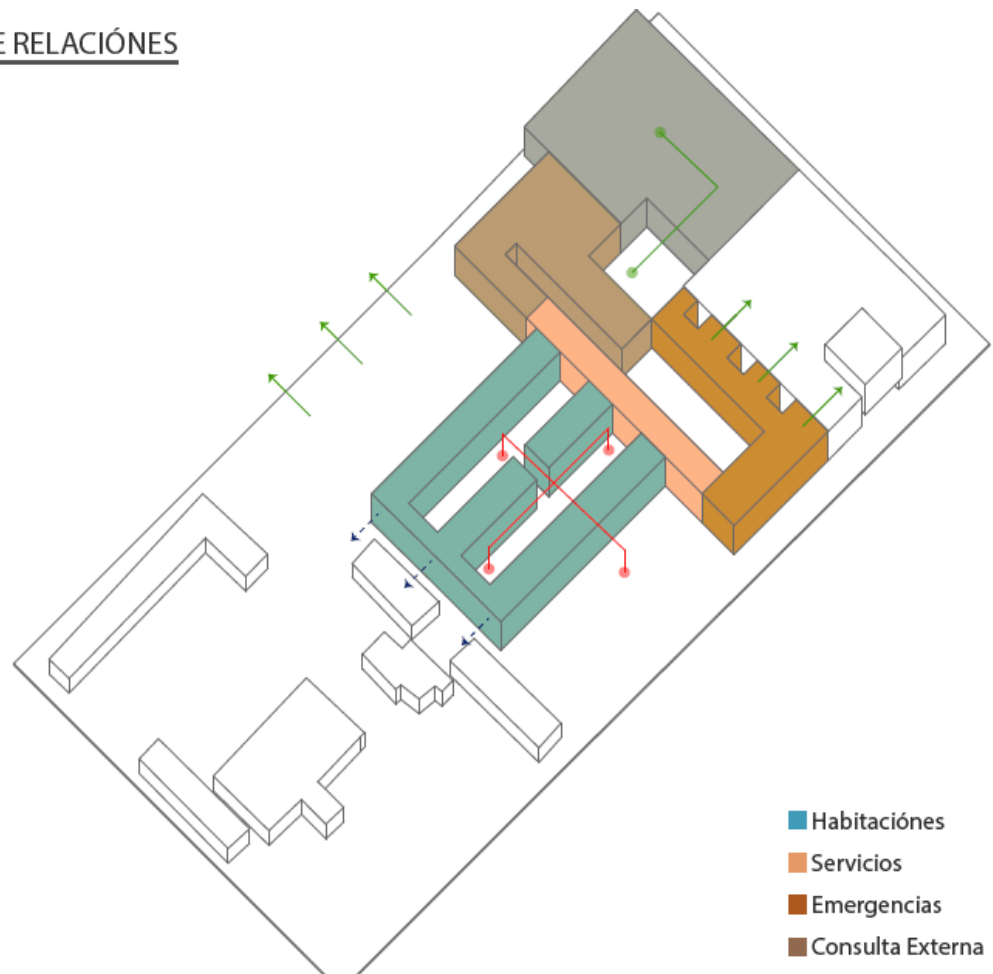 E RELACIÓNES
Habitaciónes
Servicios
Emergencias
Consulta Externa